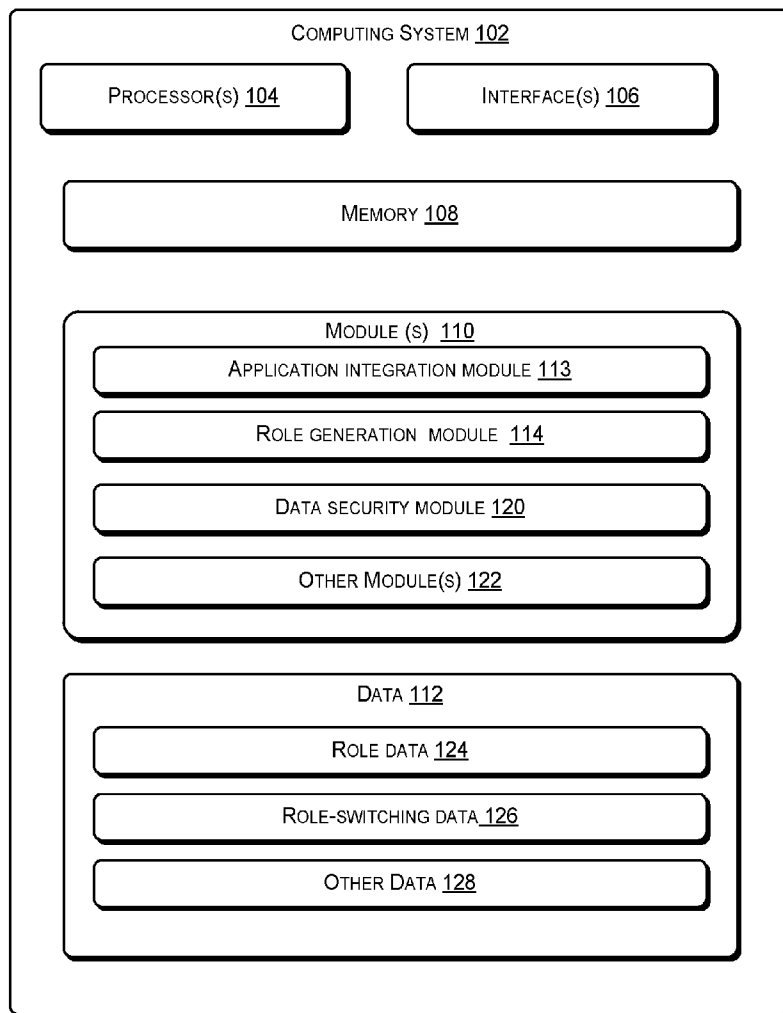 COMPUTING SYSTEM 102
PROCESSOR(S) 104
INTERFACE(S) 106
MEMORY 108
MODULE (S) 110
APPLICATION INTEGRATION MODULE 113
ROLE GENERATION MODULE 114
DATA SECURITY MODULE 120
OTHER MODULE(S) 122
DATA 112
ROLE DATA 124
ROLE-SWITCHING DATA 126
OTHER DATA 128